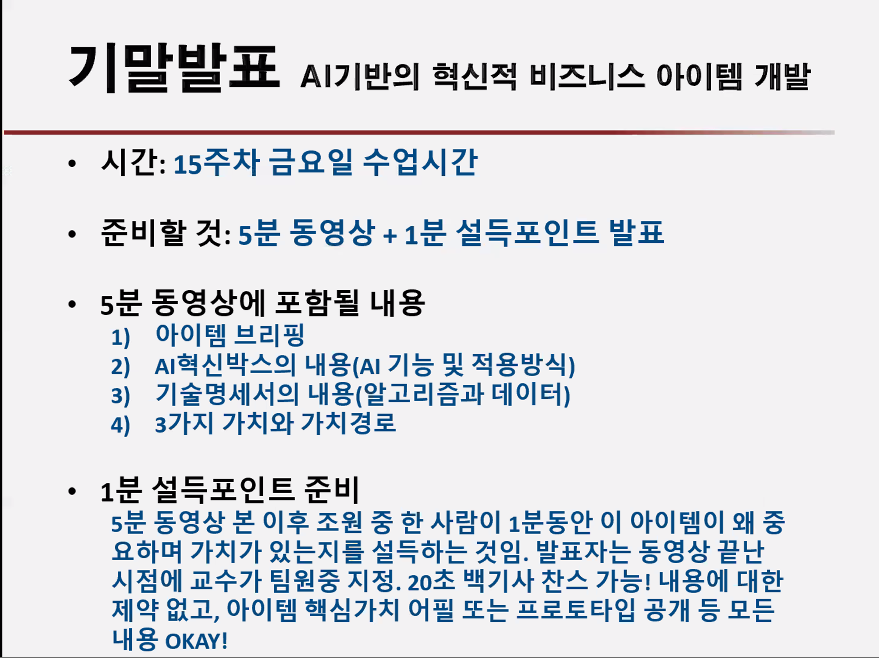 기말발표 AI기반의 혁신적 비즈니스 아이템 개발
• 시간: 15주차 금요일 수업시간
• 준비할 것: 5분 동영상 + 1분 설득포인트 발표
• 5분 동영상에 포함될 내용
1) 아이템 브리핑
2) AI혁신박스의 내용(AI 기능 및 적용방식)
3) 기술명세서의 내용(알고리즘과 데이터)
4) 3가지 가치와 가치경로
• 1분 설득포인트 준비
5분 동영상 본 이후 조원 중 한 사람이 1분동안 이 아이템이 왜 중
요하며 가치가 있는지를 설득하는 것임. 발표자는 동영상 끝난
시점에 교수가 팀원중 지정. 20초 백기사 찬스 가능! 내용에 대한
제약 없고, 아이템 핵심가치 어필 또는 프로토타입 공개 등 모든
내용 OKAY!